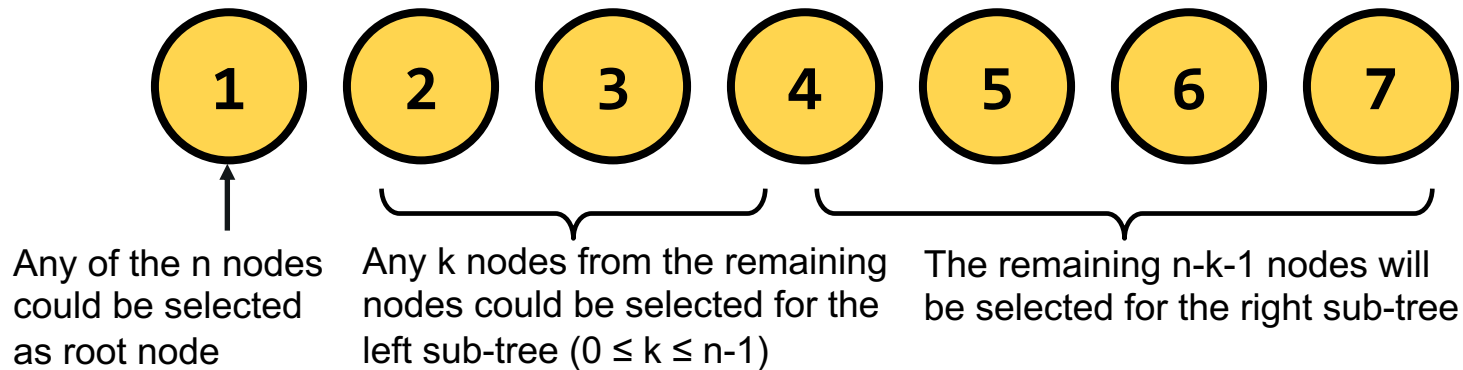 1 2 3 4 5 6 7
Any of the n nodes
could be selected
as root node
Any k nodes from the remaining
nodes could be selected for the
left sub-tree (0 ≤ k ≤ n-1)
The remaining n-k-1 nodes will
be selected for the right sub-tree